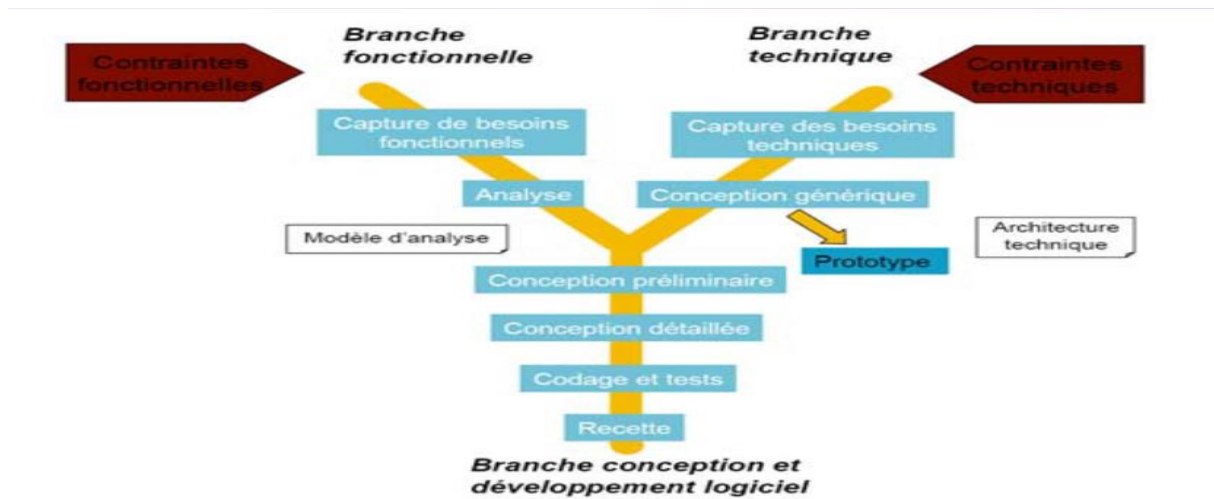 Branche
fonctionnelle
Branche
technique
Contraintes
fonctionnelles
Contraintes
techniques
Capture de besoins
fonctionnels
Capture des besoins
techniques
Analyse
Conception générique
Modèle d'analyse
Architecture
technique
Prototype
Conception préliminaire
Conception détaillée
Codage et tests
Recette
Branche conception et
développement logiciel